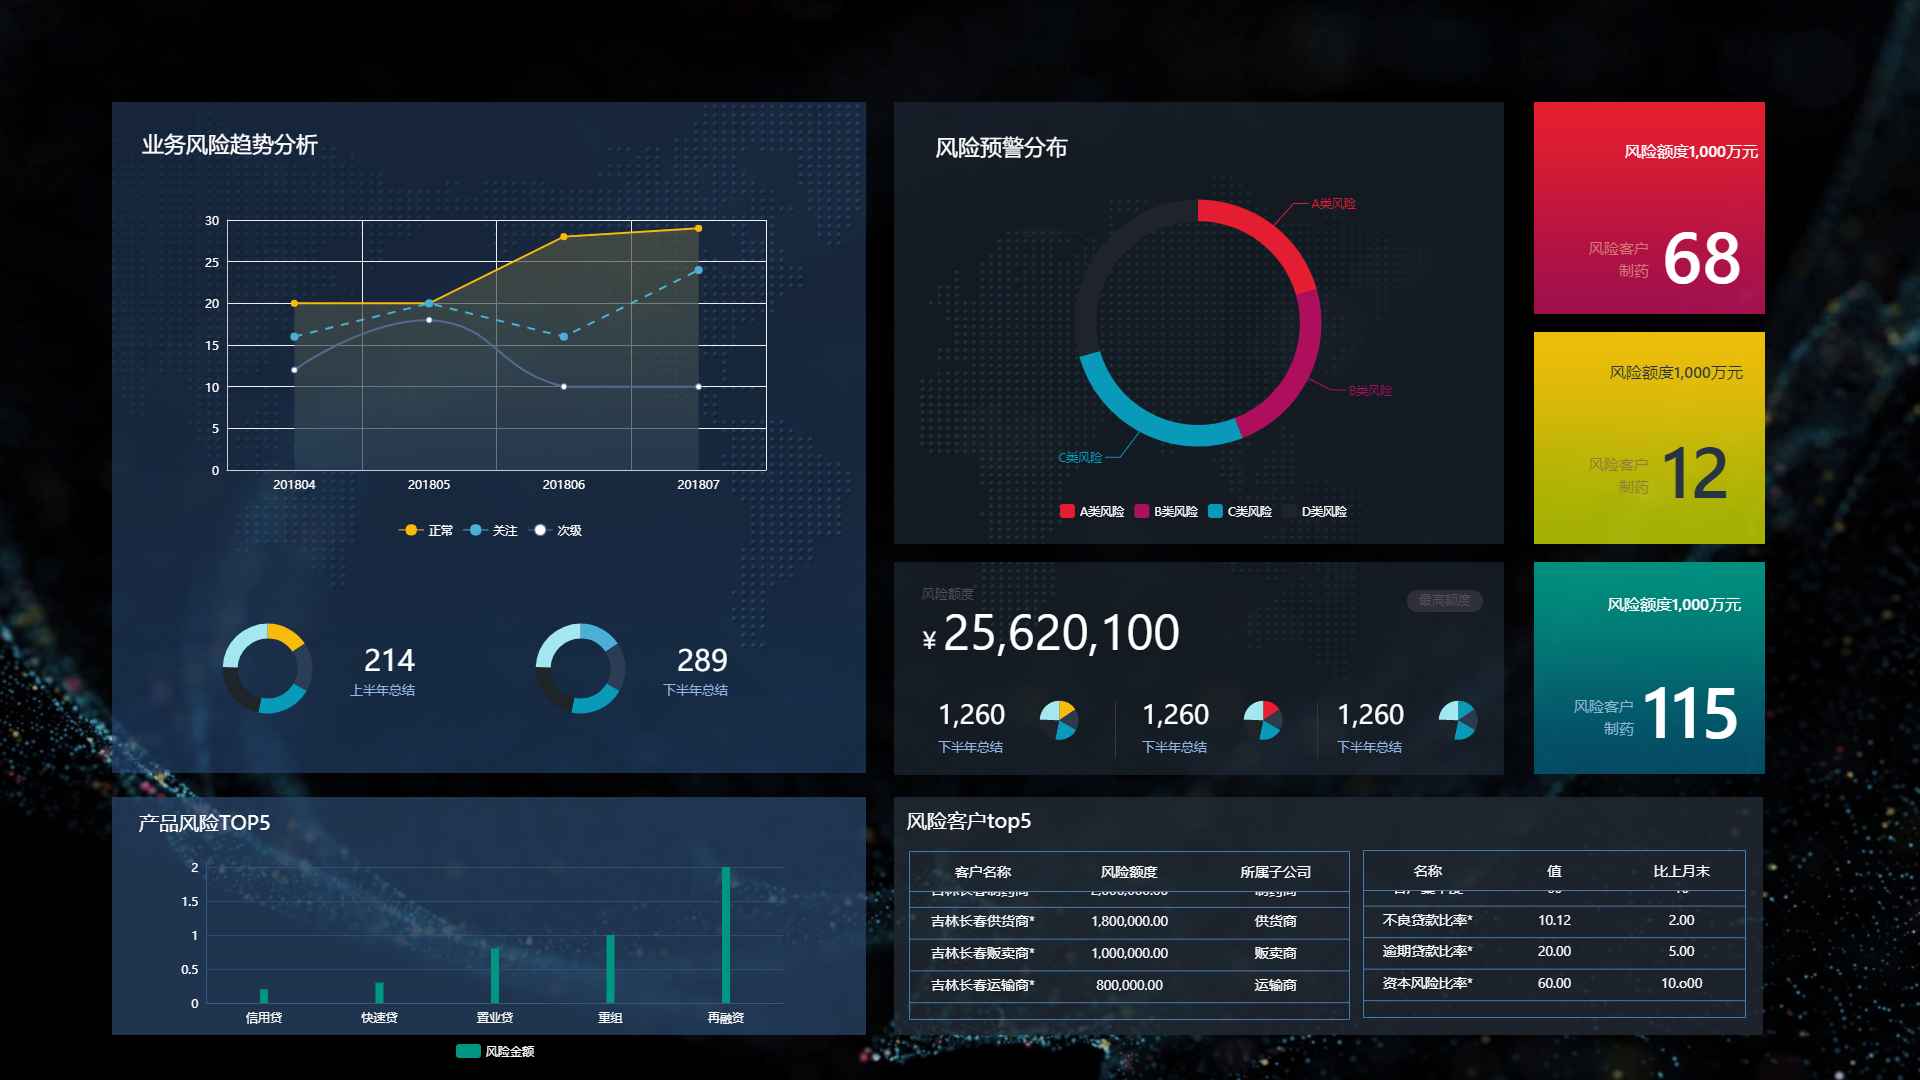 业务风险趋势分析
30
25
20
15
10
5
0
201804 201805 201806 201807
正常 关注 次级
214
上半年总结
289
下半年总结
风险预警分布
A类风险
B类风险
C类风险
A类风险 B类风险 C类风险 D类风险
风险额度1,000万元
风险客户
制药
68
风险额度1,000万元
风险客户
制药
12
风险额度1,000万元
风险客户
制药
115
风险额度
最高额度
¥ 25,620,100
1,260
下半年总结
1,260
下半年总结
1,260
下半年总结
产品风险TOP5
2
1.5
1
0.5
0
信用贷 快速贷 置业贷 重组 再融资
风险金额
风险客户top5
客户名称 风险额度 所属子公司
吉林长春供货商* 1,800,000.00 供货商
吉林长春贩卖商* 1,000,000.00 贩卖商
吉林长春运输商* 800,000.00 运输商
名称 值 比上月末
不良贷款比率* 10.12 2.00
逾期贷款比率* 20.00 5.00
资本风险比率* 60.00 10.o00